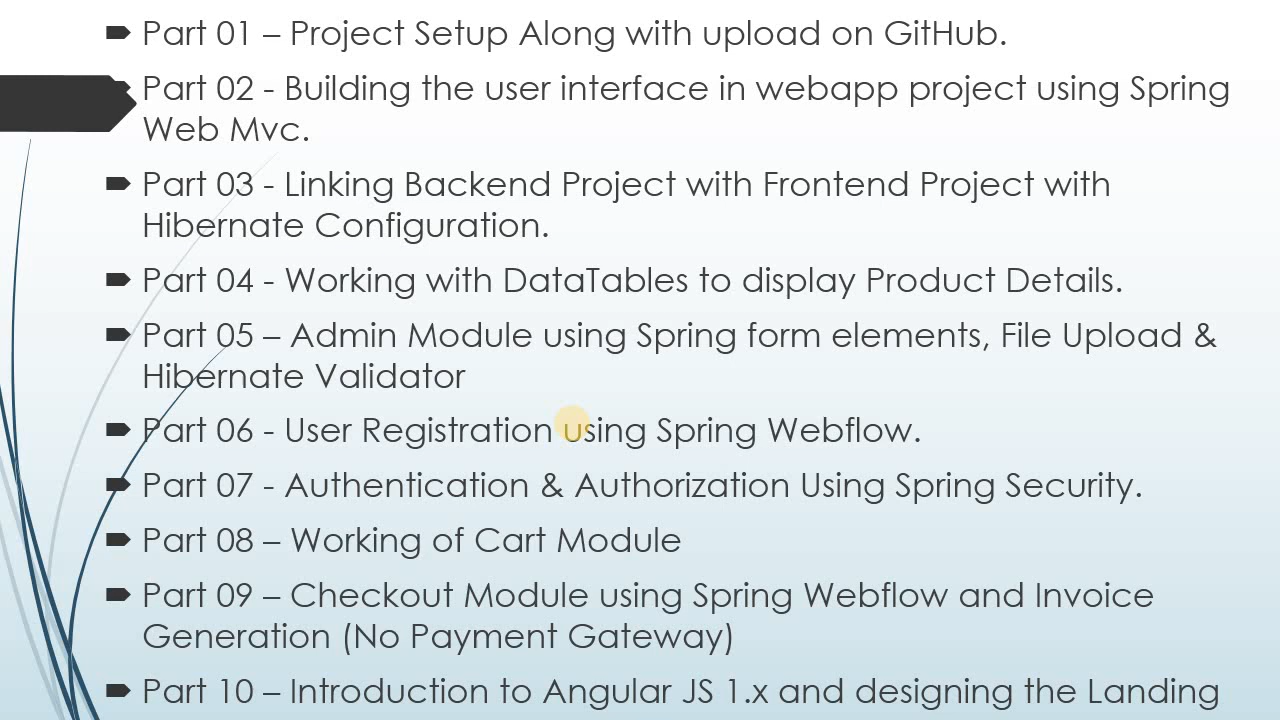 Part 01 – Project Setup Along with upload on GitHub.
Part 02 - Building the user interface in webapp project using Spring
Web Mvc.
Part 03 - Linking Backend Project with Frontend Project with
Hibernate Configuration.
Part 04 - Working with DataTables to display Product Details.
Part 05 – Admin Module using Spring form elements, File Upload &
Hibernate Validator
Part 06 - User Registration using Spring Webflow.
Part 07 - Authentication & Authorization Using Spring Security.
Part 08 – Working of Cart Module
Part 09 – Checkout Module using Spring Webflow and Invoice
Generation (No Payment Gateway)
Part 10 – Introduction to Angular JS 1.x and designing the Landing